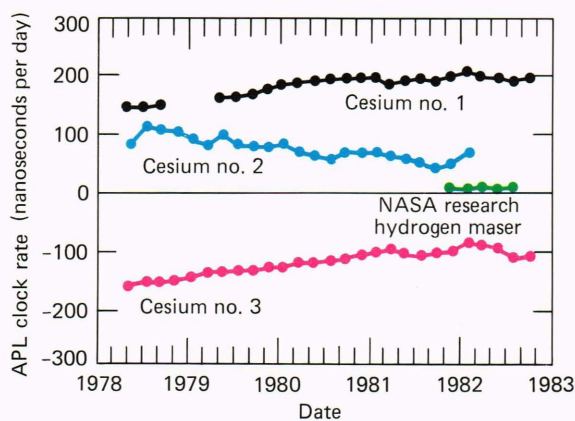 APL clock rate (nanoseconds per day)
300
200
100
0
-100
-200
-300
Cesium no. 1
Cesium no. 2
NASA research
hydrogen maser
Cesium no. 3
1978
1979
1980
1981
1982
1983
Date